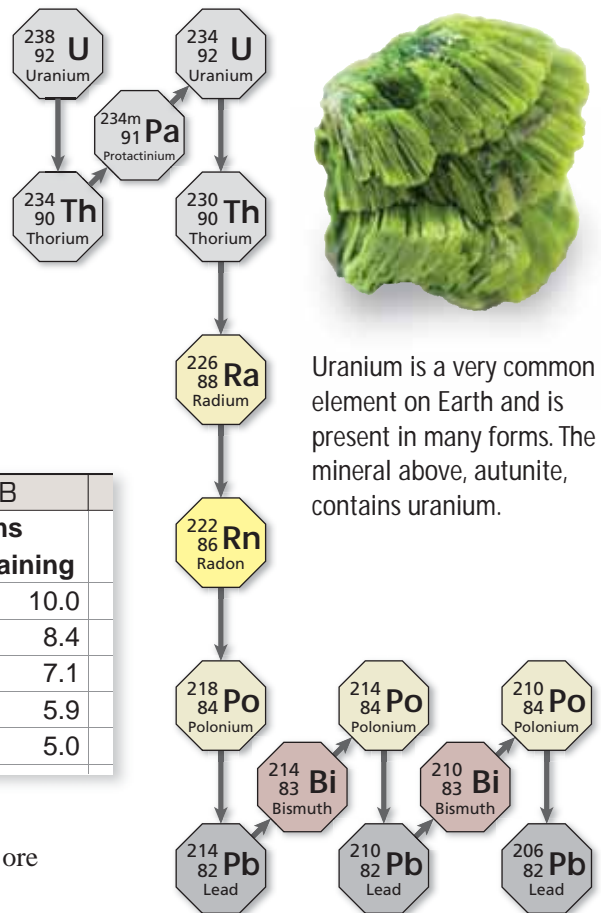 238
92 U
Uranium
234
92 U
Uranium
234m
91 Pa
Protactinium
234
90 Th
Thorium
230
90 Th
Thorium
226
88 Ra
Radium
Uranium is a very common
element on Earth and is
present in many forms. The
mineral above, autunite,
contains uranium.
B
222
86 Rn
Radon
10.0
8.4
7.1
5.9
5.0
218
84 Po
Polonium
214
84 Po
Polonium
210
84 Po
Polonium
214
83 Bi
Bismuth
210
83 Bi
Bismuth
ore
214
82 Pb
Lead
210
82 Pb
Lead
206
82 Pb
Lead